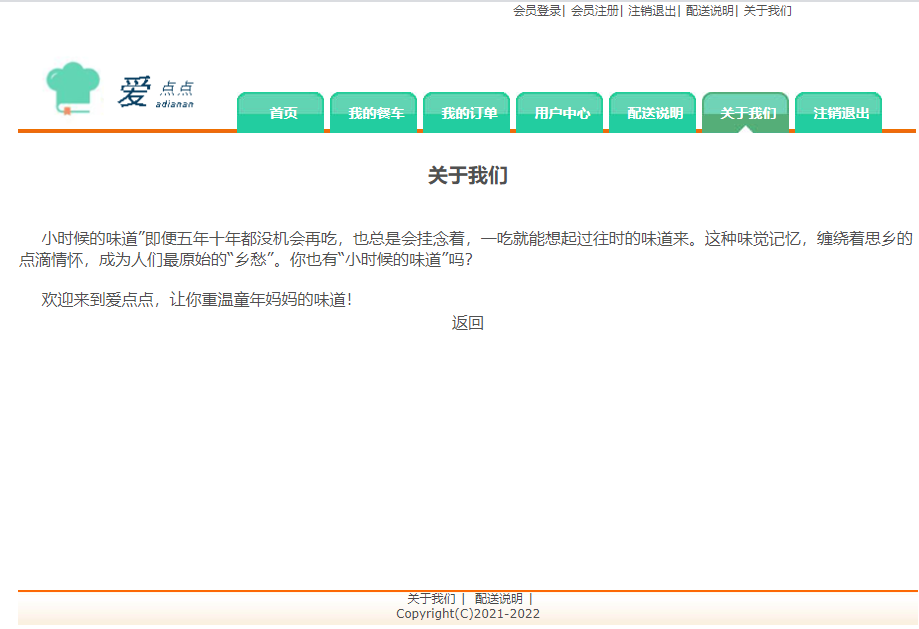 会员登录| 会员注册| 注销退出| 配送说明| 关于我们
爱 点点
adianan
首页 我的餐车 我的订单 用户中心 配送说明 关于我们 注销退出
关于我们
小时候的味道”即便五年十年都没机会再吃，也总是会挂念着，一吃就能想起过往时的味道来。这种味觉记忆，缠绕着思乡的
点滴情怀，成为人们最原始的“乡愁”。你也有“小时候的味道”吗？
欢迎来到爱点点，让你重温童年妈妈的味道！
返回
关于我们 | 配送说明 |
Copyright(C)2021-2022